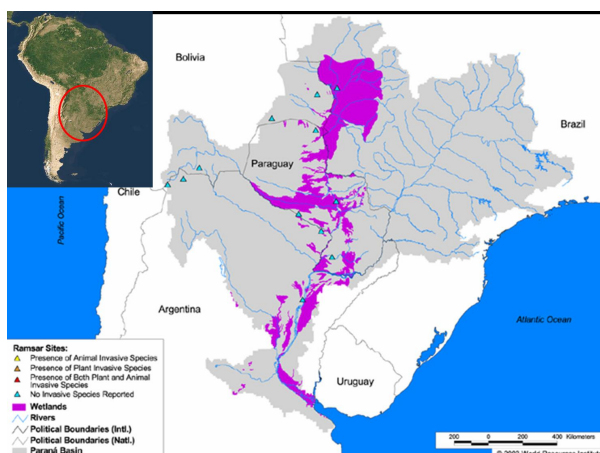 Bolivia
Brazil
Paraguay
Chile
Pacific Ocean
Argentina
Atlantic Ocean
Uruguay
Ramsar Sites:
Presence of Animal Invasive Species
Presence of Plant Invasive Species
Presence of Both Plant and Animal
Invasive Species
No Invasive Species Reported
Wetlands
Rivers
Political Boundaries (Intl.)
Political Boundaries (Natl.)
Paraná Basin
200 0 200 400 Kilometers
© 2003 World Resources Institute